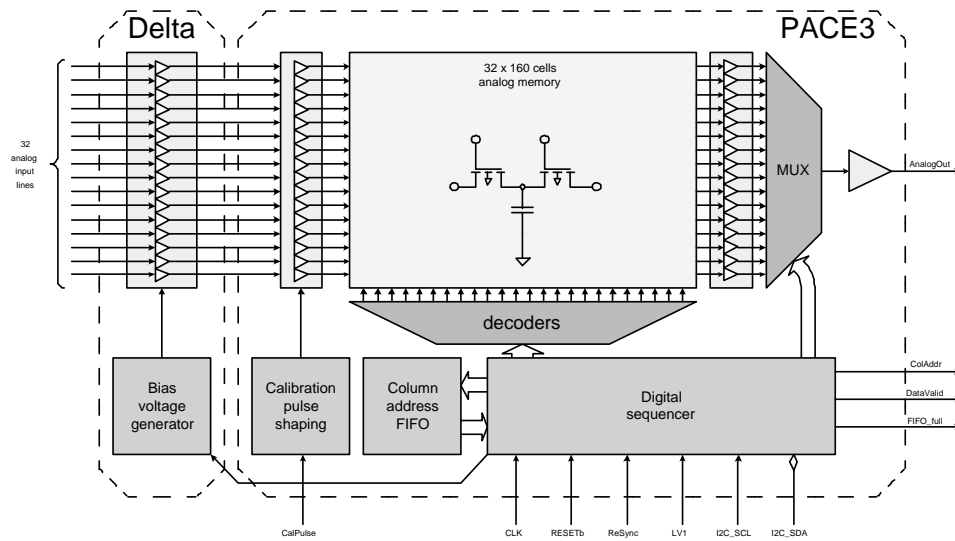 Delta
PACE3
32 x 160 cells
analog memory
32
analog
input
lines
MUX
AnalogOut
decoders
Bias
voltage
generator
Calibration
pulse
shaping
Column
address
FIFO
Digital
sequencer
ColAddr
DataValid
FIFO_full
CalPulse
CLK
RESETb
ReSync
LV1
I2C_SCL
I2C_SDA